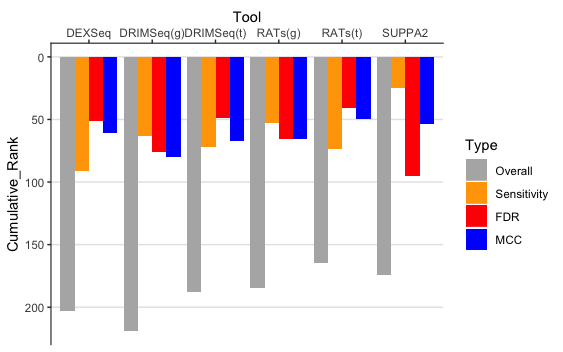 Tool
DEXSeq DRIMSeq(g) DRIMSeq(t) RATs(g) RATs(t) SUPPA2
Cumulative_Rank
0
50
100
150
200
Type
Overall
Sensitivity
FDR
MCC